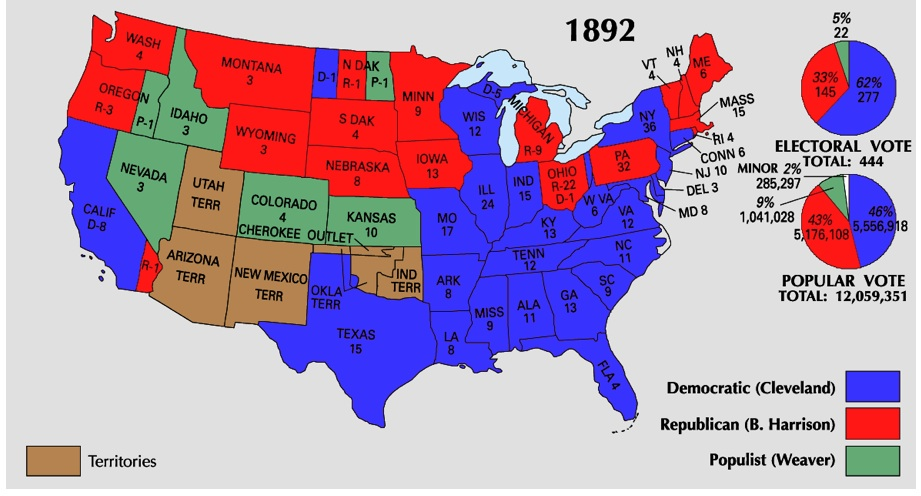 1892
WASH
4
OREGON
R-3
P-1
IDAHO
3
MONTANA
3
WYOMING
3
NEVADA
3
UTAH
TERR
CALIF
D-8
R-1
ARIZONA
TERR
NEW MEXICO
TERR
COLORADO
4
CHEROKEE OUTLET
KANSAS
10
NEBRASKA
8
S DAK
4
N DAK
D-1
R-1
P-1
MINN
9
IOWA
13
MO
17
ARK
8
LA
8
OKLA
TERR
IND
TERR
TEXAS
15
WIS
12
ILL
24
MICHIGAN
D-5
R-9
IND
15
OHIO
R-22
D-1
KY
13
TENN
12
MISS
9
ALA
11
GA
13
FLA 4
SC
9
NC
11
VA
12
W VA
6
PA
32
NY
36
VT
4
NH
4
ME
6
MASS
15
RI 4
CONN 6
NJ 10
DEL 3
MD 8
5%
22
33%
145
62%
277
ELECTORAL VOTE
TOTAL: 444
MINOR 2%
285,297
9%
1,041,028
43%
5,176,108
46%
5,556,918
POPULAR VOTE
TOTAL: 12,059,351
Democratic (Cleveland)
Republican (B. Harrison)
Populist (Weaver)
Territories